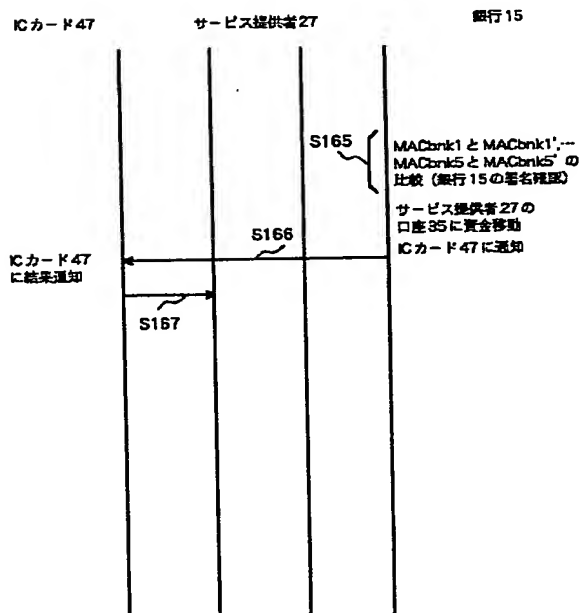 ICカード47
サービス提供者27
銀行15
S165
MACbnk1とMACbnk1',…
MACbnk5とMACbnk5'の
比較（銀行15の署名確認）
サービス提供者27の
口座35に資金移動
S166
ICカード47に通知
ICカード47
に結果通知
S167